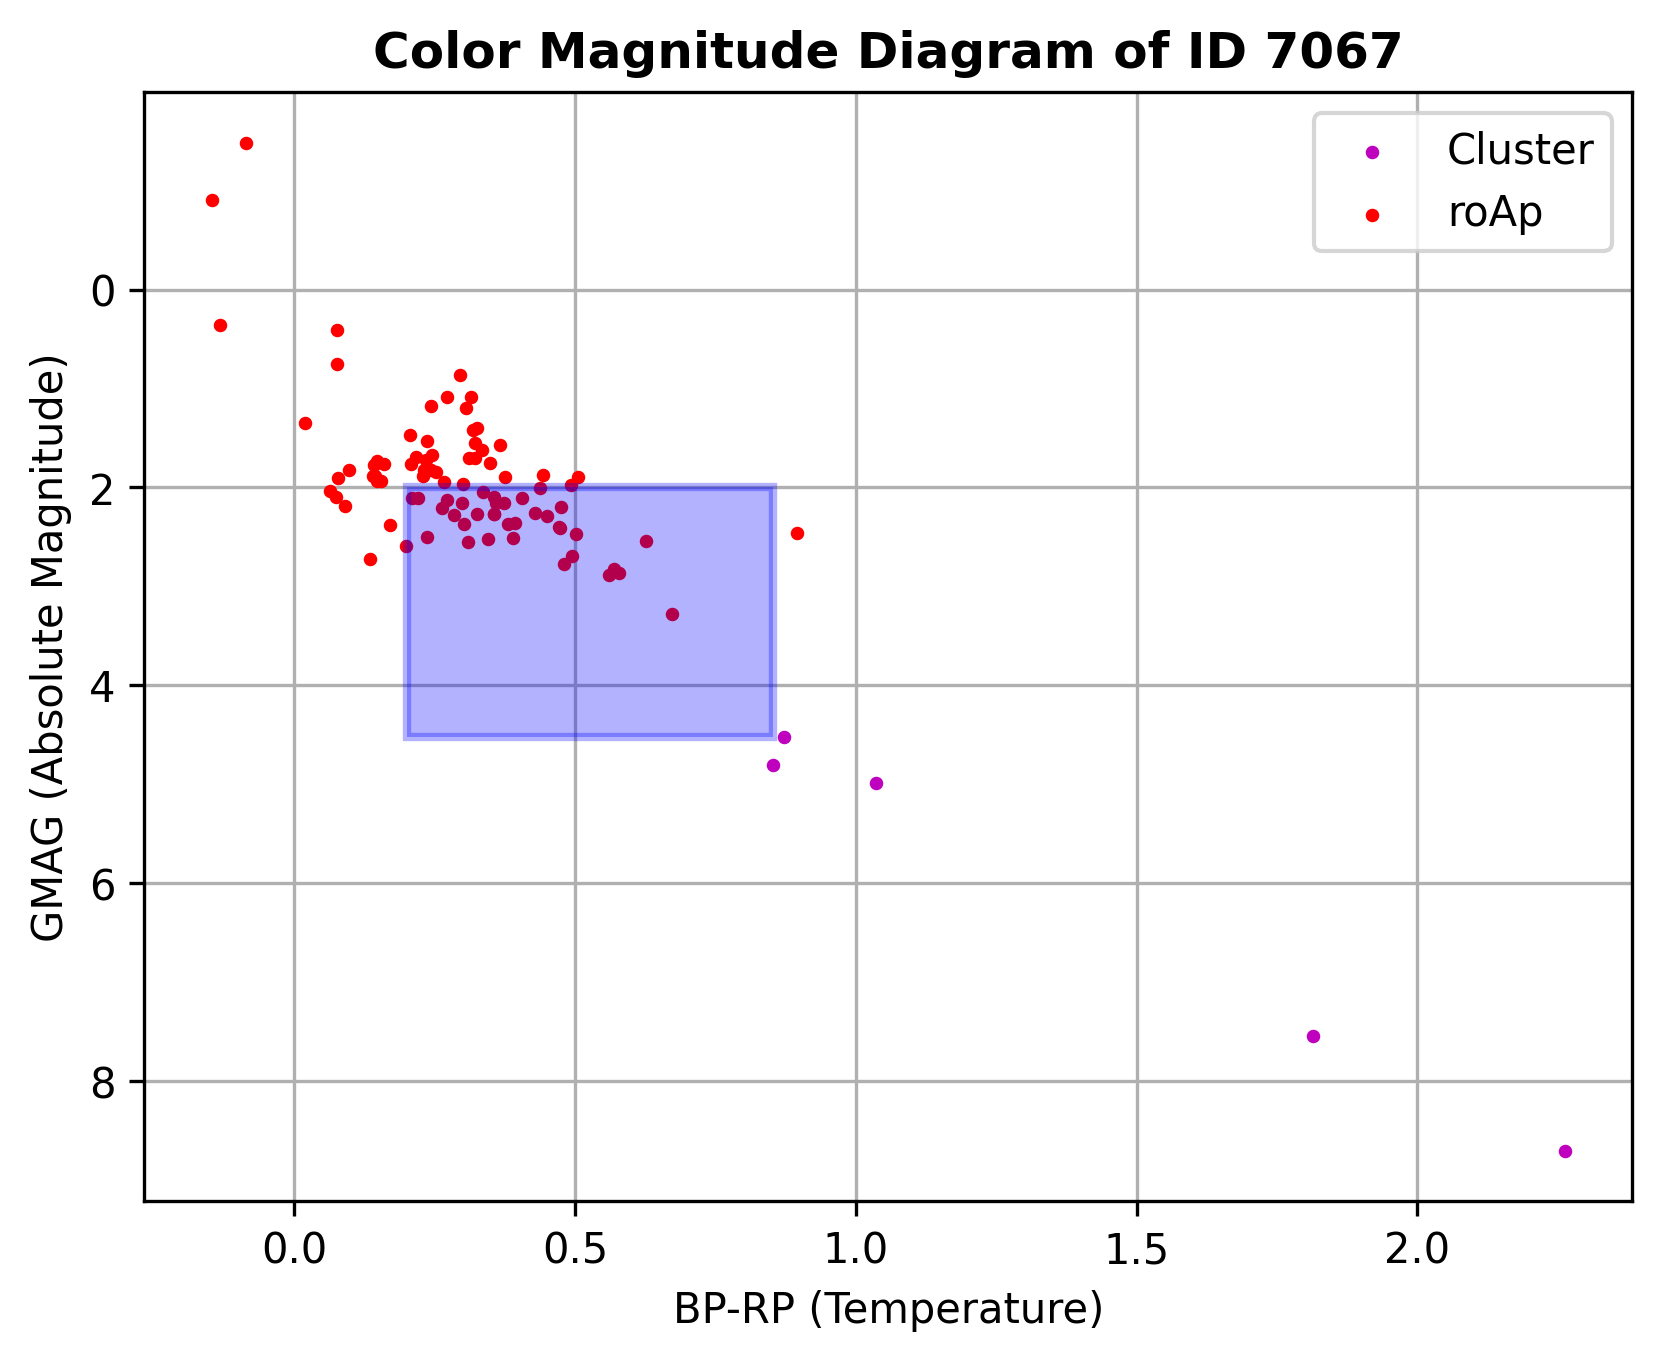 Color Magnitude Diagram of ID 7067
Cluster
roAp
GMAG (Absolute Magnitude)
0
2
4
6
8
0.0 0.5 1.0 1.5 2.0
BP-RP (Temperature)